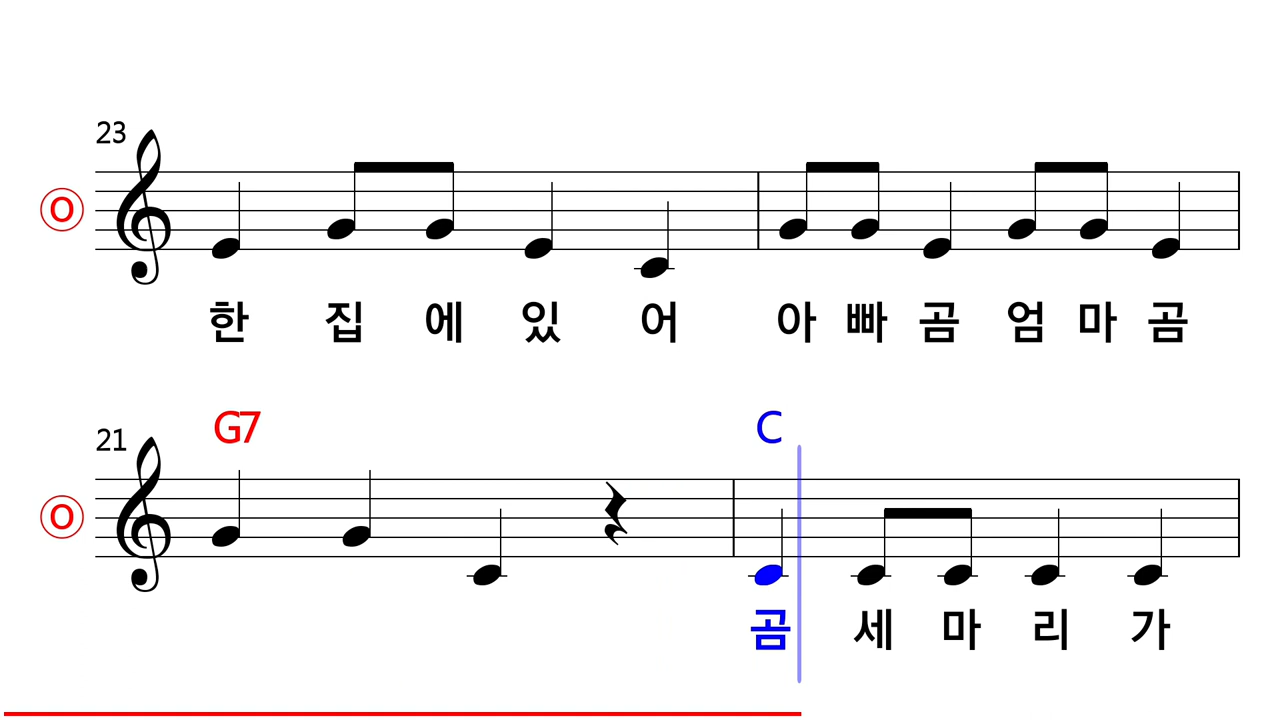 23
O
한 집 에 있 어 아 빠 곰 엄 마 곰
G7 C
21
O
곰 세 마 리 가